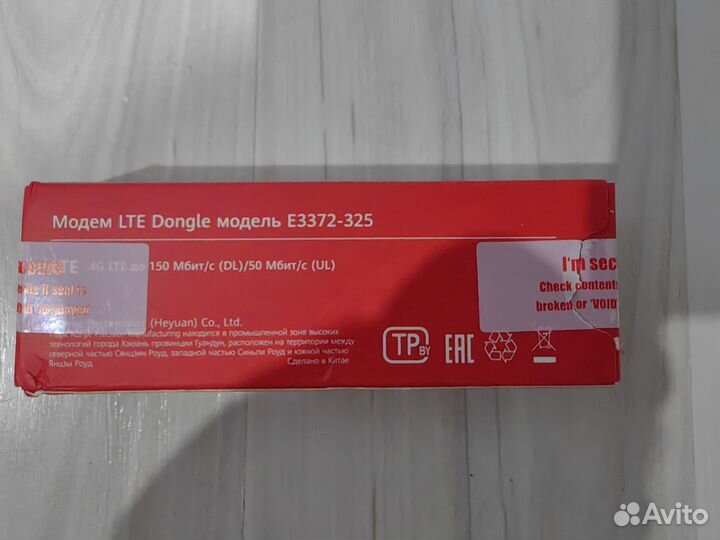 Модем LTE Dongle модель E3372-325
LTE 4G LTE до 150 Мбит/с (DL)/50 Мбит/с (UL)
I'm sec
Check contents
broken or 'VOID'
(Heyuan) Co., Ltd.
manufacturing находится в промышленной зоне высоких
технологий города Хэюань провинции Гуандун, расположен на территории между
северной частью Сянцзин Роуд, западной частью Синьпи Роуд и южной частью
Янцзы Роуд
Сделано в Китае
TP BY
EAC
Avito